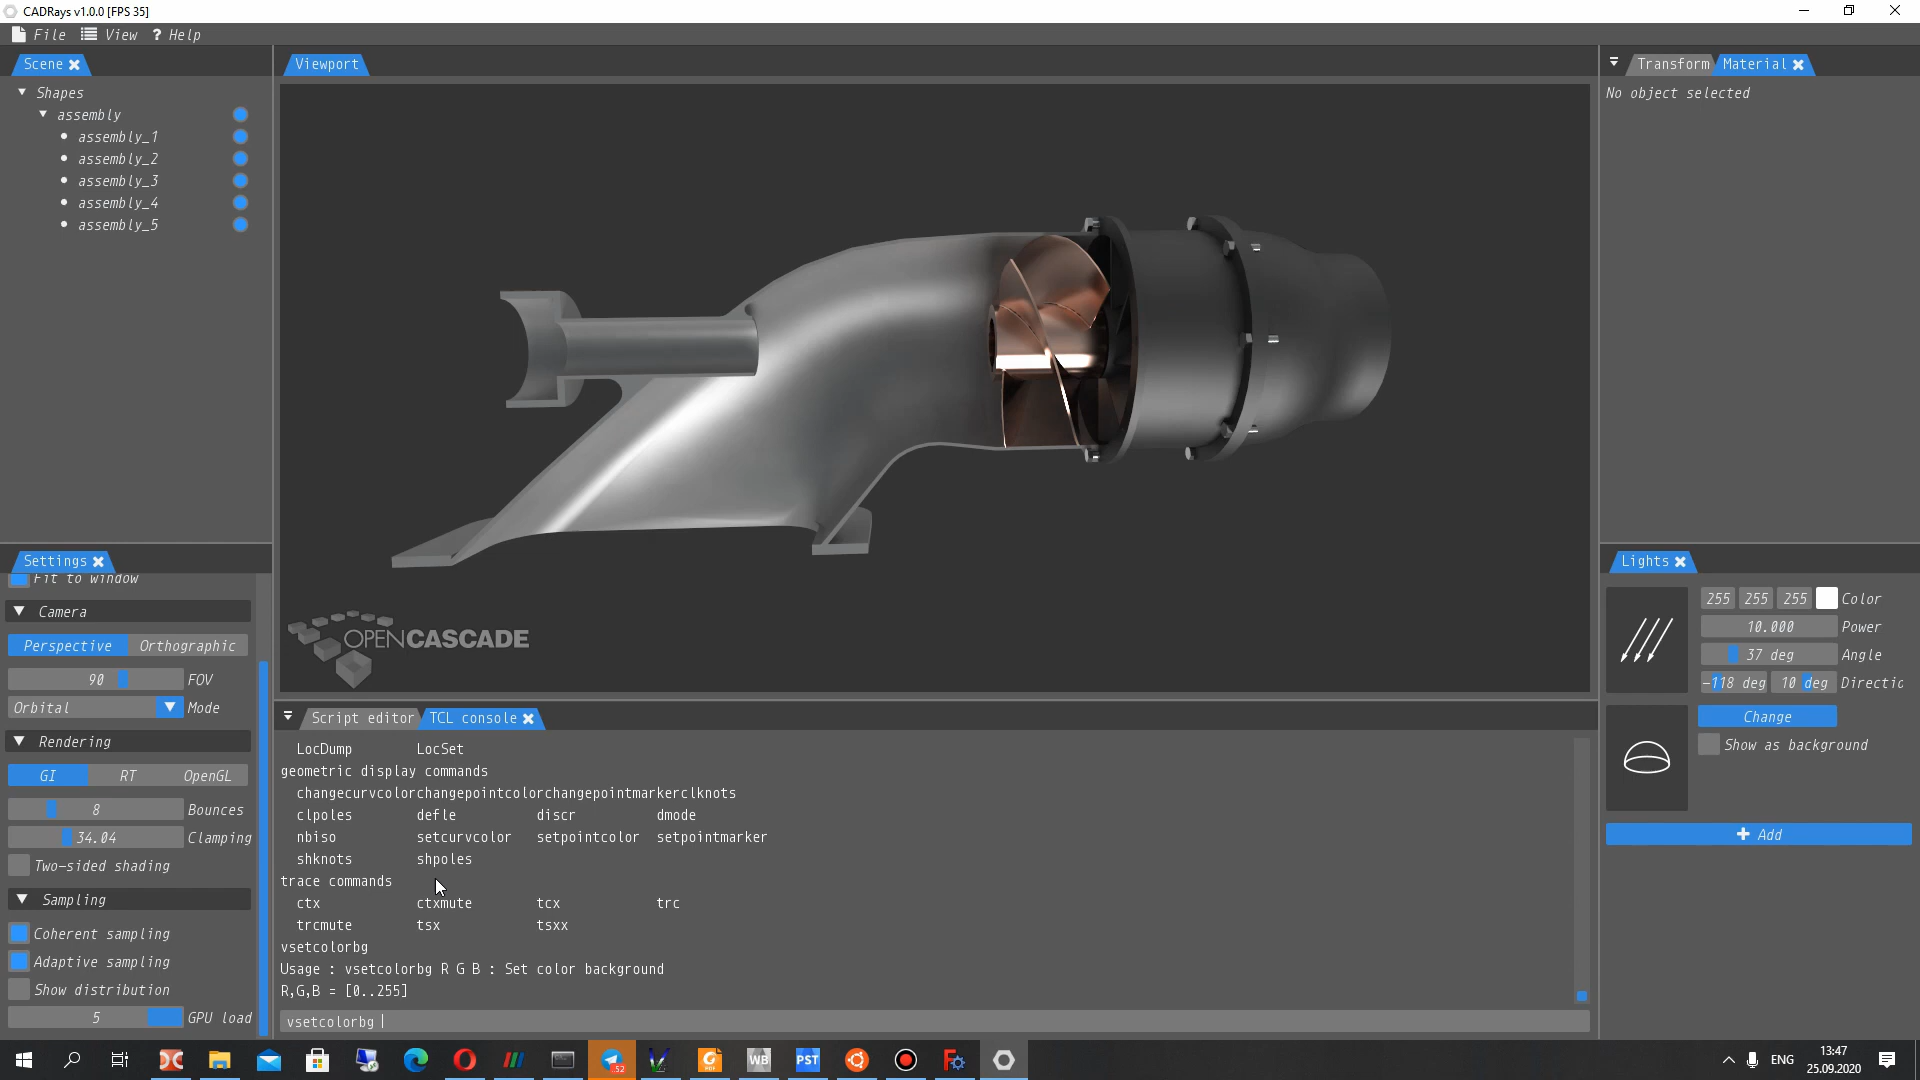 CADRays v1.0.0 [FPS 35]
File View ? Help
Scene
Shapes
assembly
assembly_1
assembly_2
assembly_3
assembly_4
assembly_5
Viewport
OPENCASCADE
Transform Material
No object selected
Settings
Fit to window
Camera
Perspective Orthographic
90 FOV
Orbital Mode
Rendering
GI RT OpenGL
8 Bounces
34.04 Clamping
Two-sided shading
Sampling
Coherent sampling
Adaptive sampling
Show distribution
5 GPU load
Script editor TCL console
LocDump LocSet
geometric display commands
changecurvcolorchangepointcolorchangepointmarkerclknots
clpoles defle discr dmode
nbiso setcurvcolor setpointcolor setpointmarker
shknots shpoles
trace commands
ctx ctxmute tcx trc
trcmute tsx tsxx
vsetcolorbg
Usage : vsetcolorbg R G B : Set color background
R,G,B = [0..255]
vsetcolorbg
Lights
255 255 255 Color
10.000 Power
37 deg Angle
-118 deg 10 deg Directic
Change
Show as background
+ Add
52
WB
PST
ENG
13:47
25.09.2020